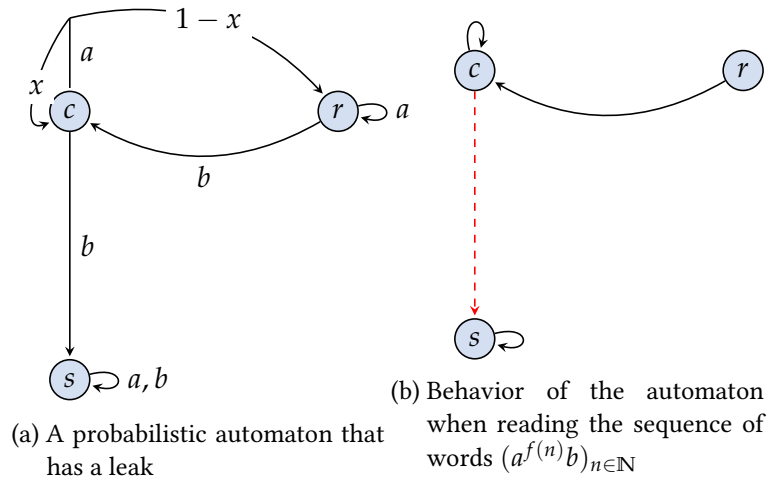 1 − x
a
x
c
r
a
b
b
s
a, b
(a) A probabilistic automaton that
has a leak
c
r
s
(b) Behavior of the automaton
when reading the sequence of
words (a^{f(n)}b)_{n∈ℕ}